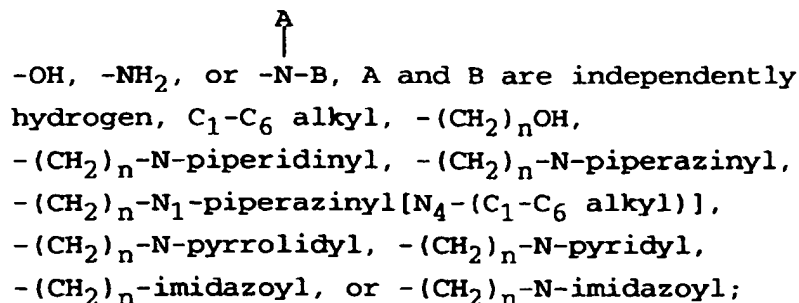 A
-OH, -NH₂, or -N-B, A and B are independently
hydrogen, C₁-C₆ alkyl, -(CH₂)ₙOH,
-(CH₂)ₙ-N-piperidinyl, -(CH₂)ₙ-N-piperazinyl,
-(CH₂)ₙ-N₁-piperazinyl[N₄-(C₁-C₆ alkyl)],
-(CH₂)ₙ-N-pyrrolidyl, -(CH₂)ₙ-N-pyridyl,
-(CH₂)ₙ-imidazoyl, or -(CH₂)ₙ-N-imidazoyl;